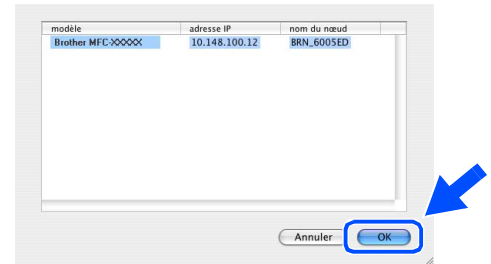 modèle adresse IP nom du nœud
Brother MFC-XXXXX 10.148.100.12 BRN_6005ED
Annuler OK